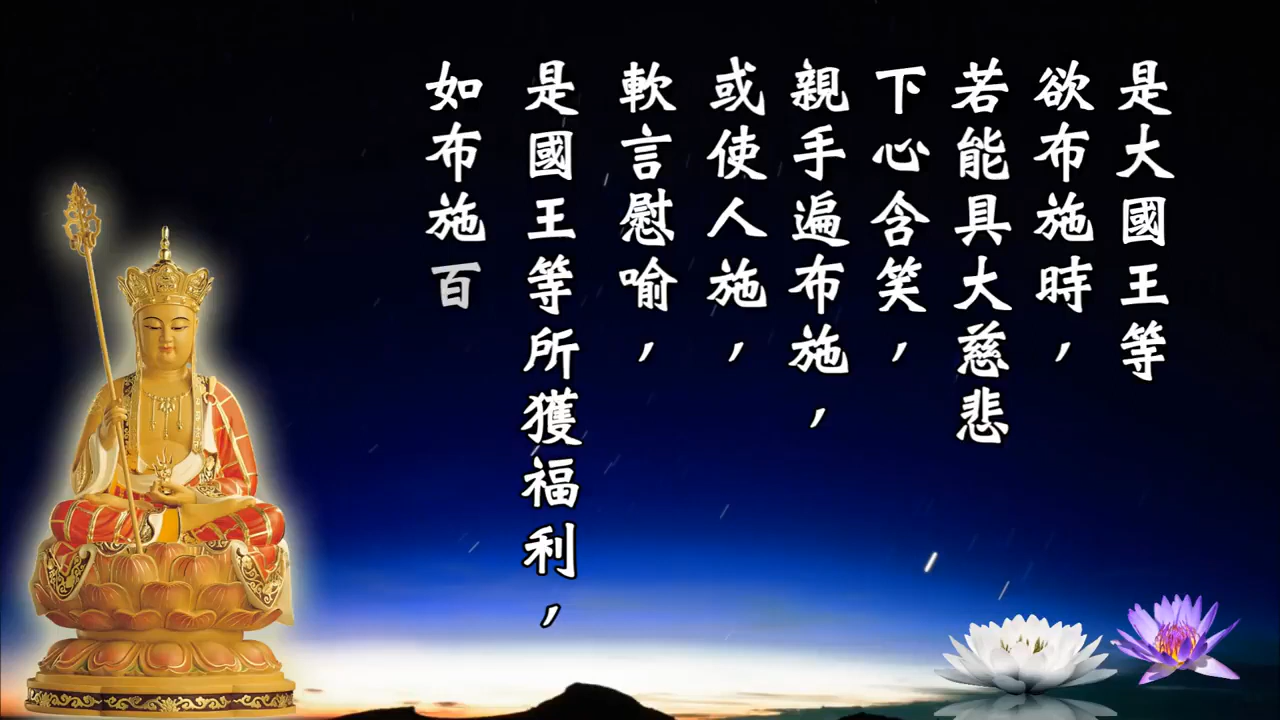 是大國王等
欲布施時，
若能具大慈悲
下心含笑，
親手遍布施，
或使人施，
軟言慰喻，
是國王等所獲福利，
如布施百